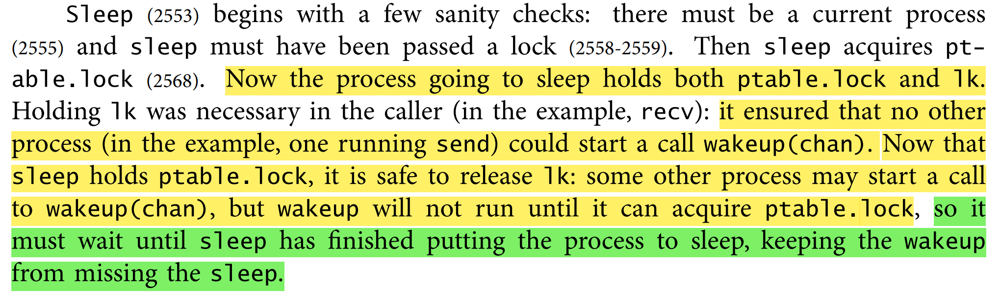 Sleep (2553) begins with a few sanity checks: there must be a current process
(2555) and sleep must have been passed a lock (2558-2559). Then sleep acquires pt-
able.lock (2568). Now the process going to sleep holds both ptable.lock and lk.
Holding lk was necessary in the caller (in the example, recv): it ensured that no other
process (in the example, one running send) could start a call wakeup(chan). Now that
sleep holds ptable.lock, it is safe to release lk: some other process may start a call
to wakeup(chan), but wakeup will not run until it can acquire ptable.lock, so it
must wait until sleep has finished putting the process to sleep, keeping the wakeup
from missing the sleep.